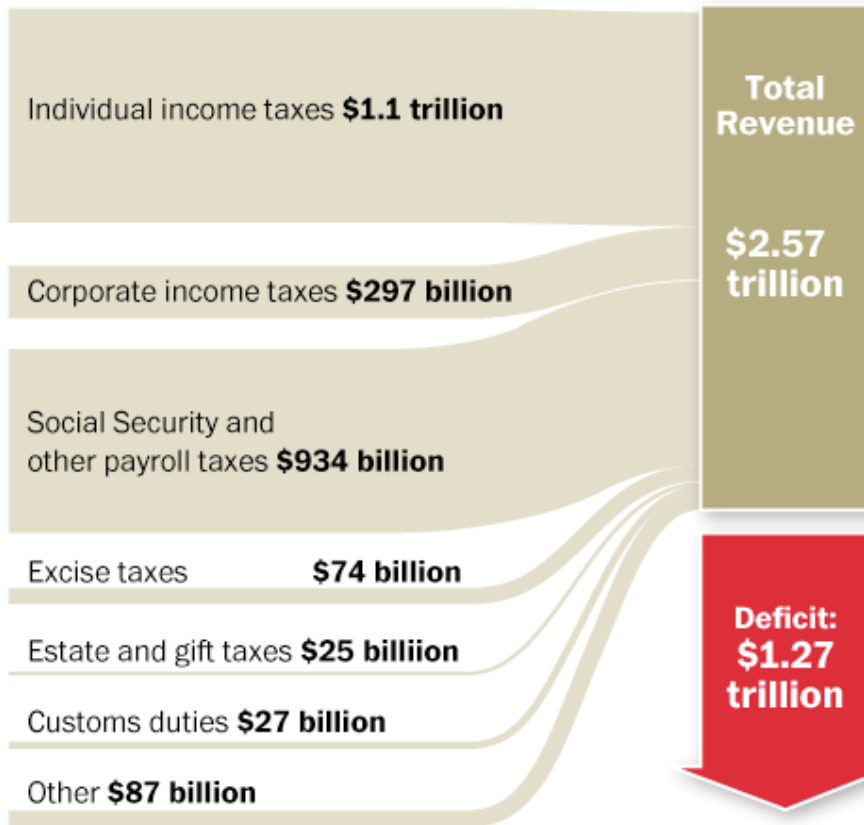 Individual income taxes $1.1 trillion
Corporate income taxes $297 billion
Social Security and
other payroll taxes $934 billion
Excise taxes $74 billion
Estate and gift taxes $25 billiion
Customs duties $27 billion
Other $87 billion
Total
Revenue
$2.57
trillion
Deficit:
$1.27
trillion